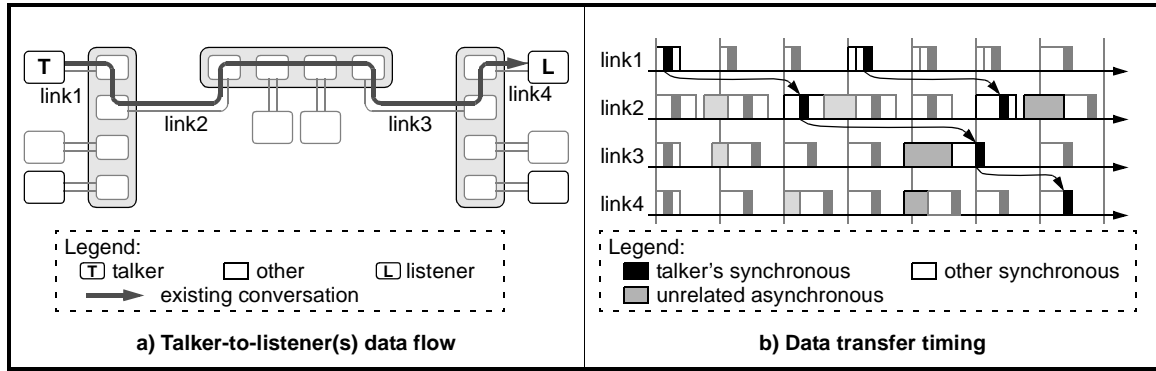 T
L
link1
link2
link3
link4
Legend:
T talker
other
L listener
existing conversation
a) Talker-to-listener(s) data flow
link1
link2
link3
link4
Legend:
talker's synchronous
other synchronous
unrelated asynchronous
b) Data transfer timing